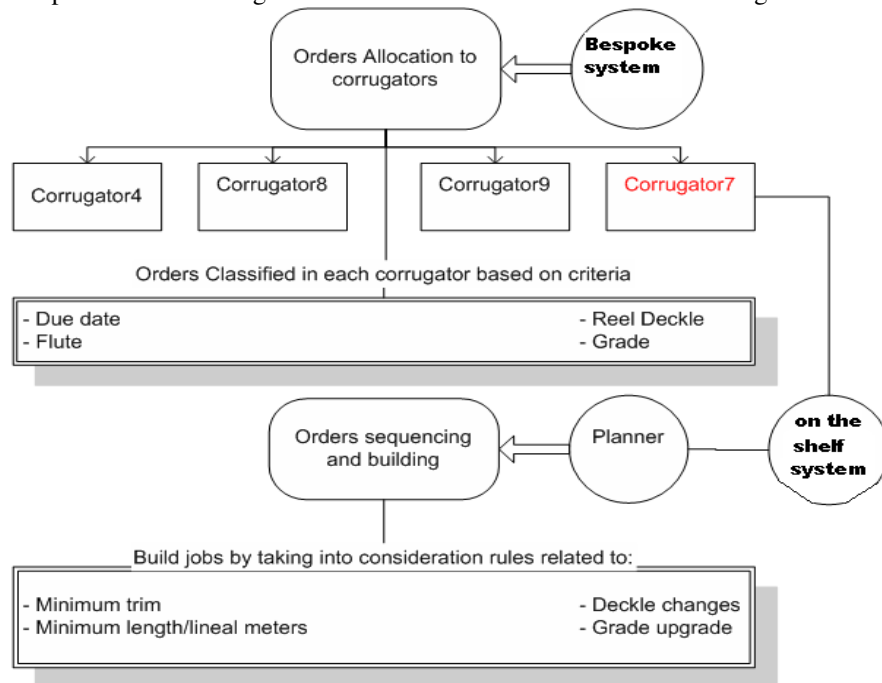 Orders Allocation to
corrugators
Bespoke
system
Corrugator4
Corrugator8
Corrugator9
Corrugator7
Orders Classified in each corrugator based on criteria
- Due date
- Flute
- Reel Deckle
- Grade
Orders sequencing
and building
Planner
on the
shelf
system
Build jobs by taking into consideration rules related to:
- Minimum trim
- Minimum length/lineal meters
- Deckle changes
- Grade upgrade